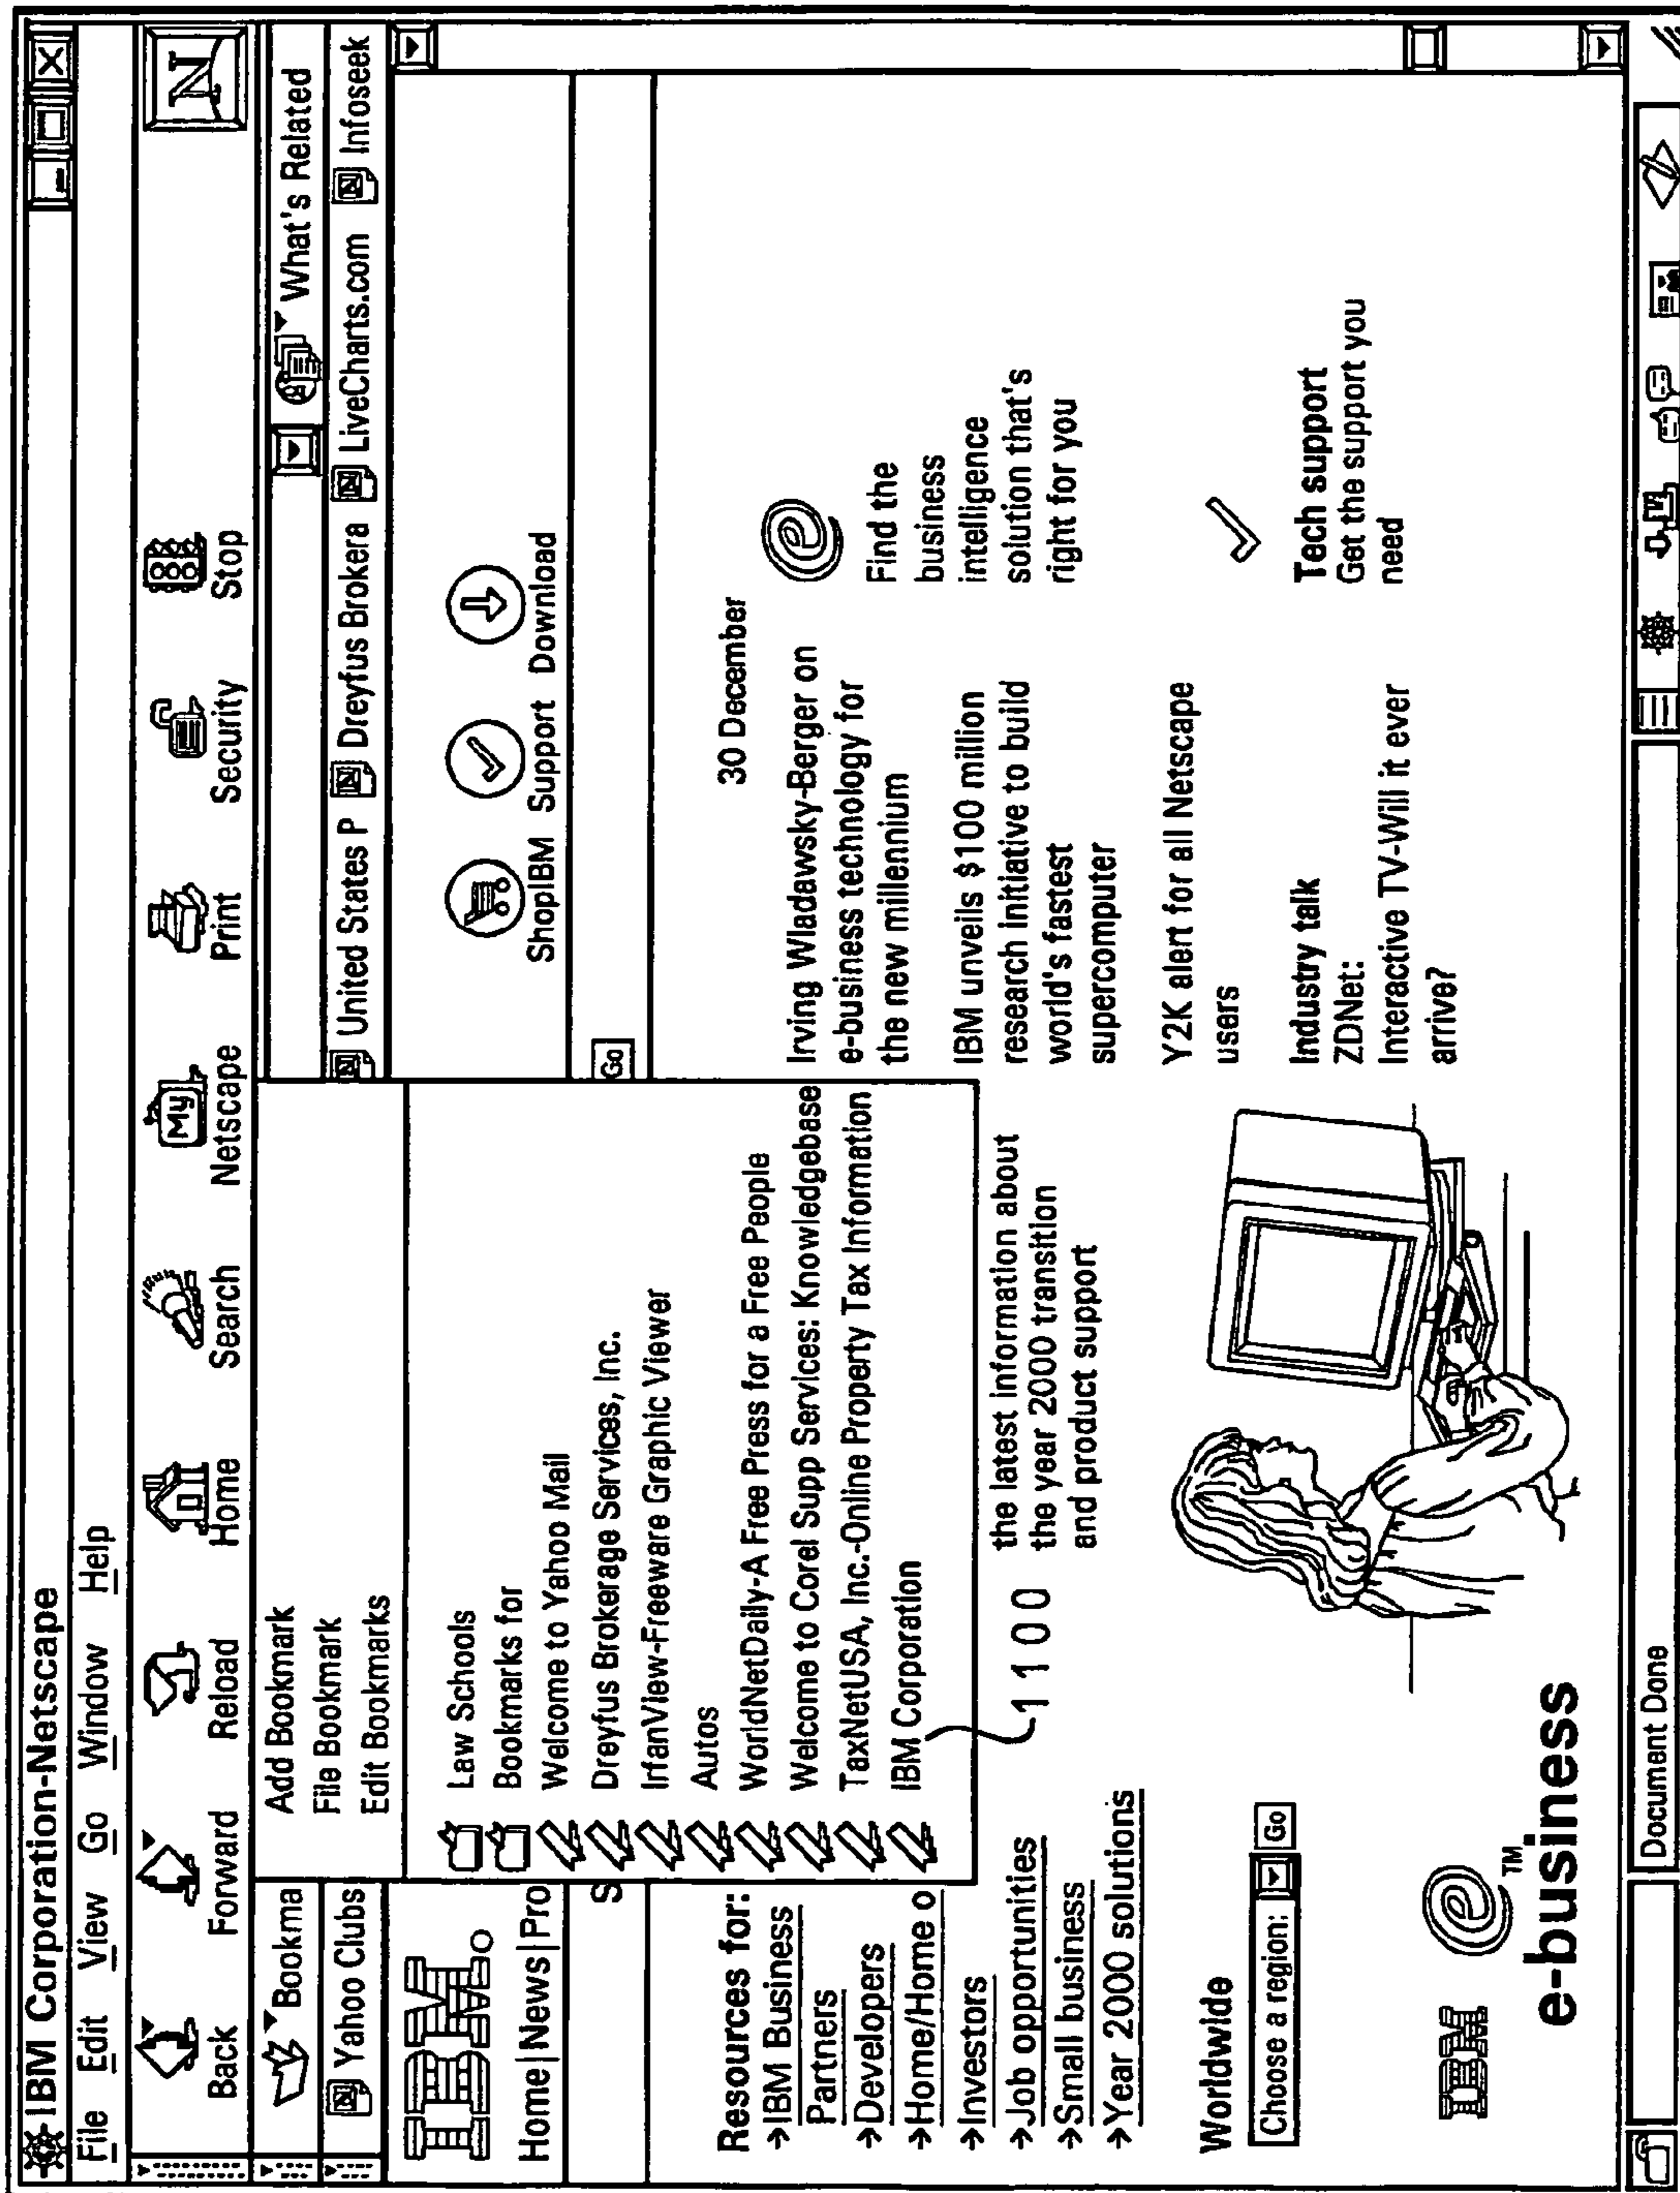 IBM Corporation-Netscape
File Edit View Go Window Help
Back Forward Reload Home Search Netscape Print Security Stop
My
N
Bookma
What's Related
Yahoo Clubs
United States P Dreyfus Brokera LiveCharts.com Infoseek
Add Bookmark
File Bookmark
Edit Bookmarks
Law Schools
Bookmarks for
Welcome to Yahoo Mail
Dreyfus Brokerage Services, Inc.
IrfanView-Freeware Graphic Viewer
Autos
WorldNetDaily-A Free Press for a Free People
Welcome to Corel Supp Services: Knowledgebase
TaxNetUSA, Inc.-Online Property Tax Information
IBM Corporation
1100
IBM
Home|News|Pro
S
Go
ShopIBM Support Download
Resources for:
→IBM Business
Partners
→Developers
→Home/Home o
→Investors
→Job opportunities
→Small business
→Year 2000 solutions
Worldwide
Choose a region: Go
IBM
e TM
e-business
the latest information about
the year 2000 transition
and product support
30 December
Irving Wladawsky-Berger on
e-business technology for
the new millennium
IBM unveils $100 million
research initiative to build
world's fastest
supercomputer
Y2K alert for all Netscape
users
Industry talk
ZDNet:
Interactive TV-Will it ever
arrive?
e
Find the
business
intelligence
solution that's
right for you
Tech support
Get the support you
need
Document Done